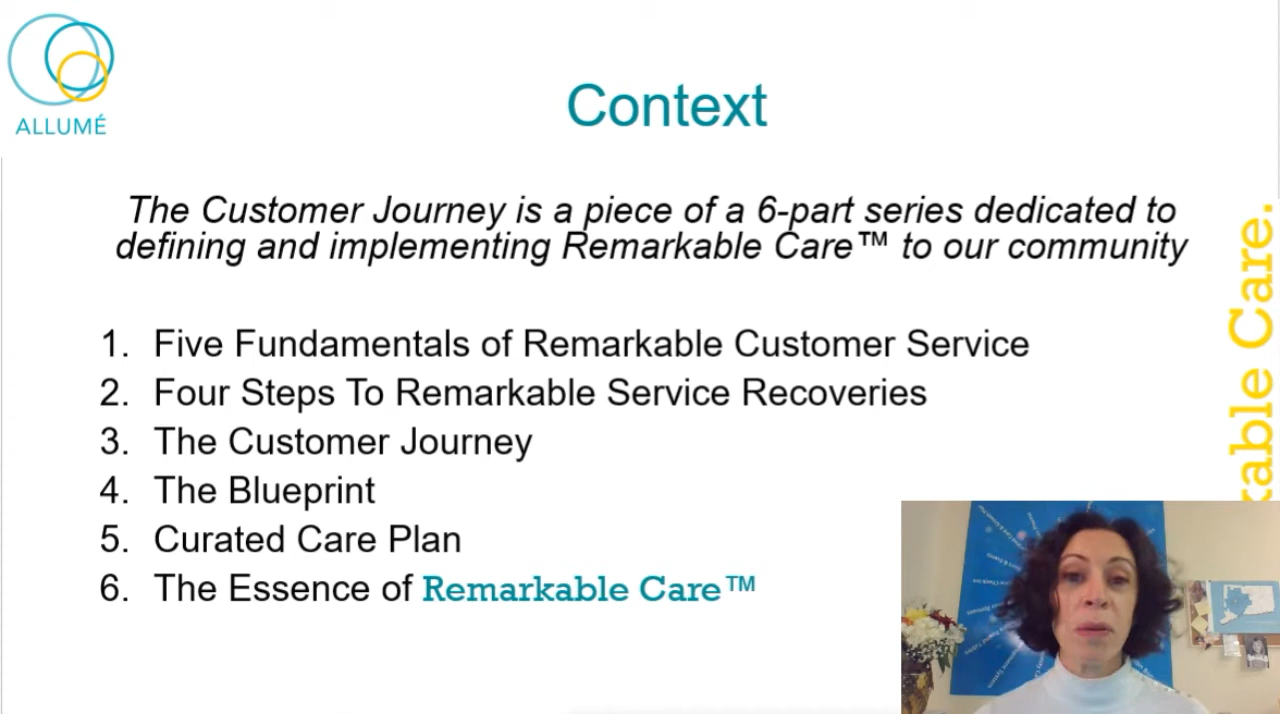 ALLUMÉ
Context
The Customer Journey is a piece of a 6-part series dedicated to
defining and implementing Remarkable Care™ to our community
1. Five Fundamentals of Remarkable Customer Service
2. Four Steps To Remarkable Service Recoveries
3. The Customer Journey
4. The Blueprint
5. Curated Care Plan
6. The Essence of Remarkable Care™
kable Care.